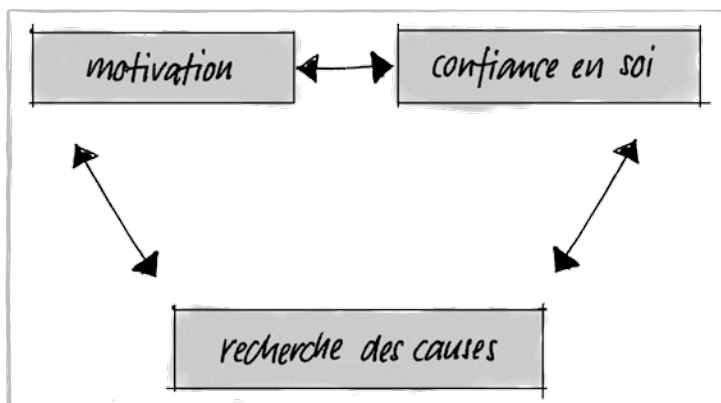 motivation
confiance en soi
recherche des causes